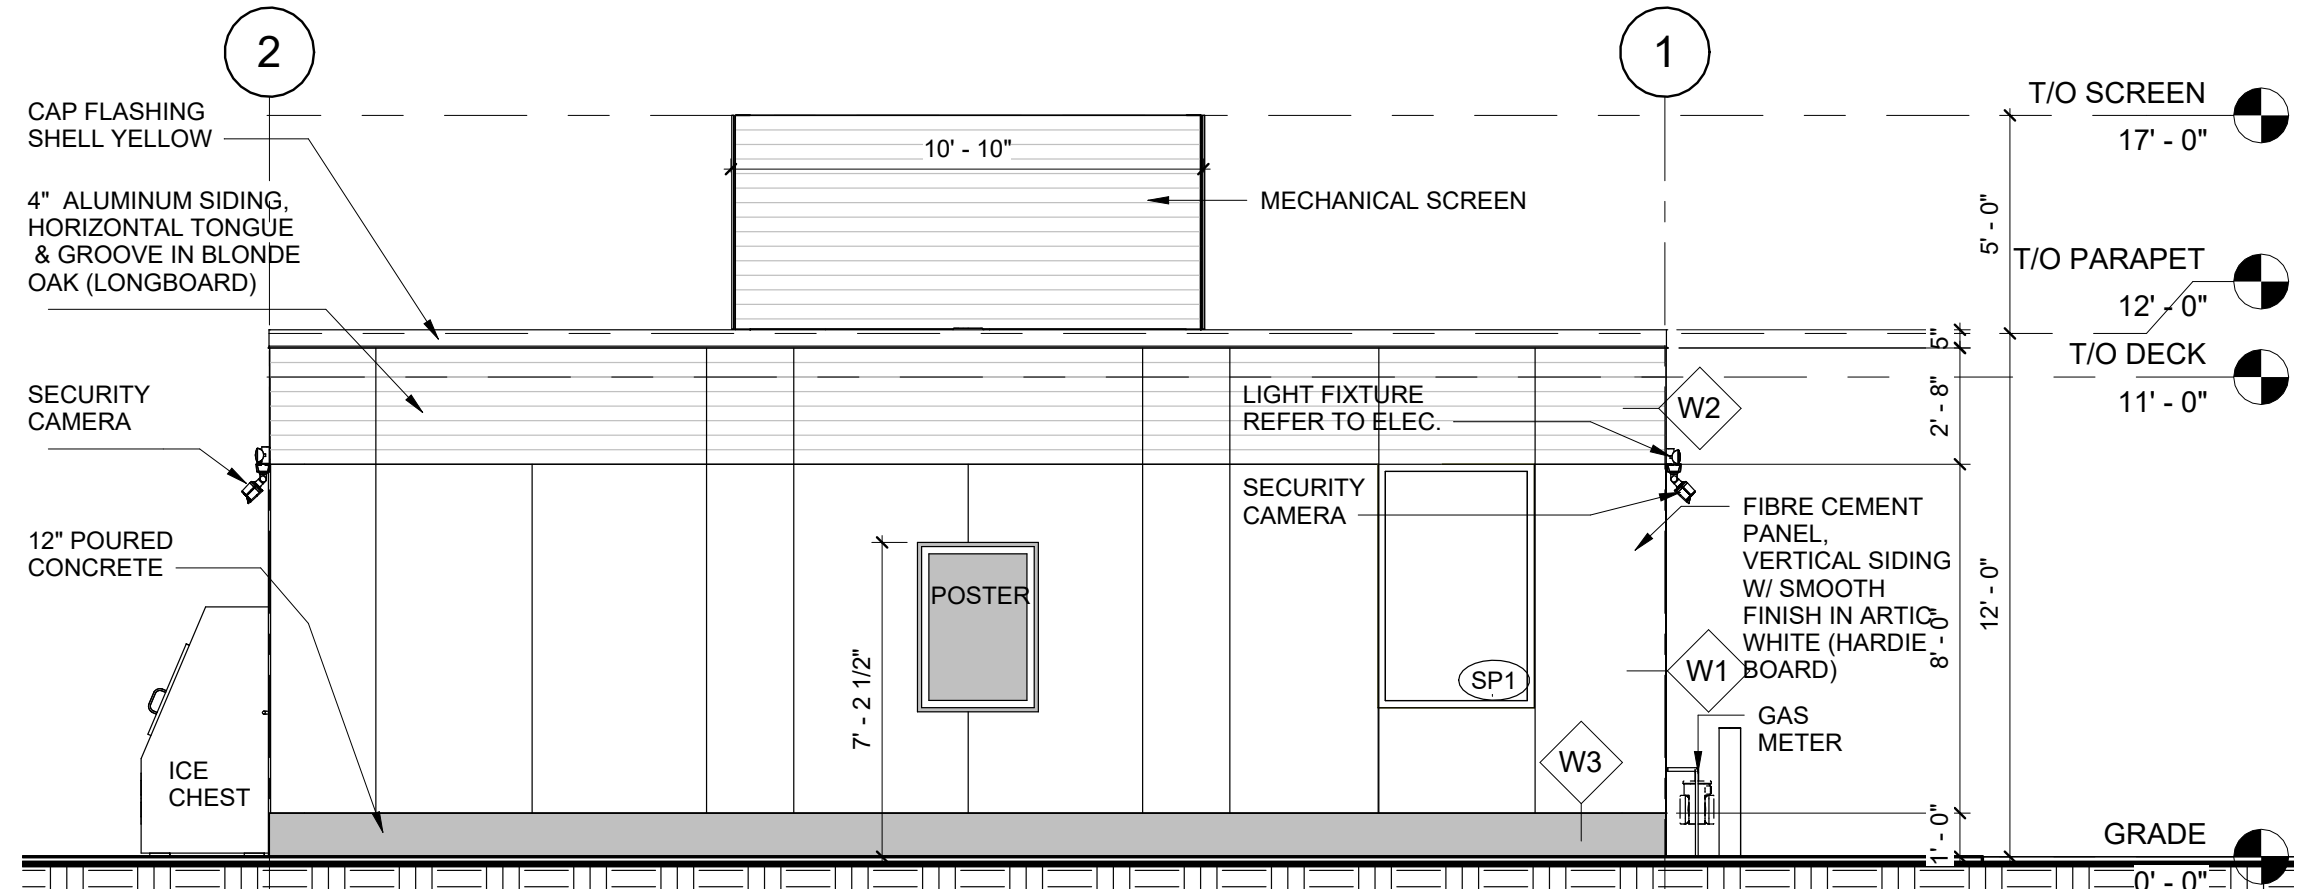 2
1
CAP FLASHING
SHELL YELLOW
T/O SCREEN
17' - 0"
10' - 10"
4"  ALUMINUM SIDING,
HORIZONTAL TONGUE
& GROOVE IN BLONDE
OAK (LONGBOARD)
MECHANICAL SCREEN
5' - 0"
T/O PARAPET
12' - 0"
5"
T/O DECK
11' - 0"
SECURITY
CAMERA
LIGHT FIXTURE
REFER TO ELEC.
W2
2' - 8"
SECURITY
CAMERA
FIBRE CEMENT
PANEL,
VERTICAL SIDING
W/ SMOOTH
FINISH IN ARTIC
WHITE (HARDIE
BOARD)
12" POURED
CONCRETE
POSTER
7' - 2 1/2"
SP1
W1
8' - 0"
12' - 0"
GAS
METER
W3
ICE
CHEST
1' - 0"
GRADE
0' - 0"